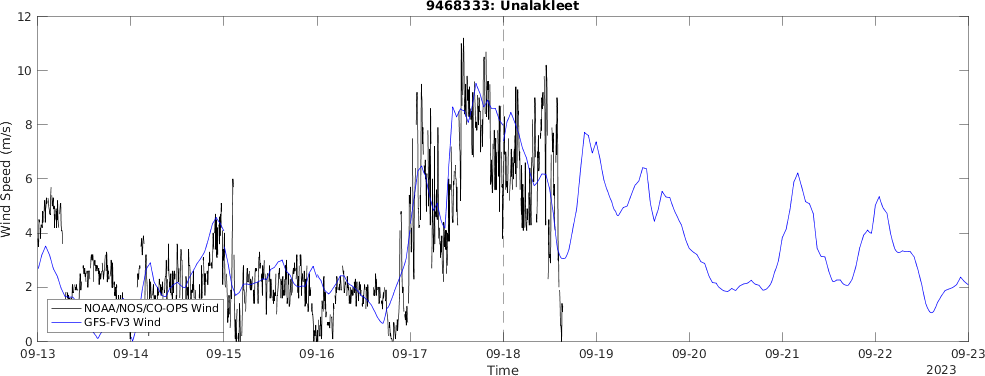 9468333: Unalakleet
Wind Speed (m/s)
12
10
8
6
4
2
0
NOAA/NOS/CO-OPS Wind
GFS-FV3 Wind
09-13 09-14 09-15 09-16 09-17 09-18 09-19 09-20 09-21 09-22 09-23
Time
2023